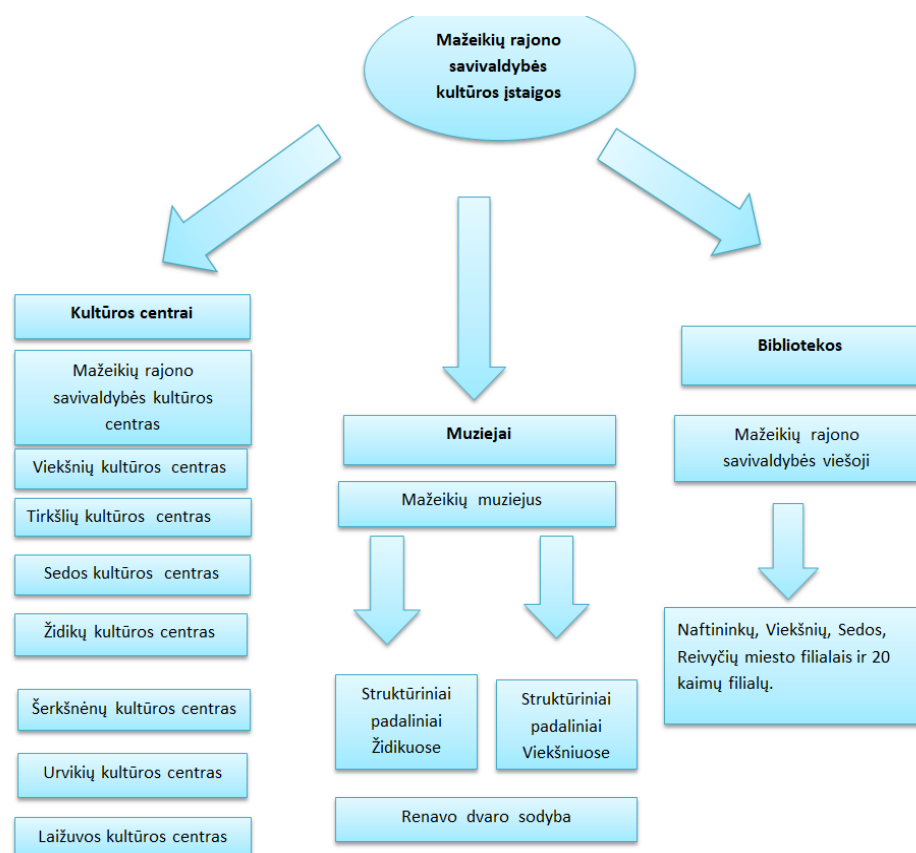 Mažeikių rajono
savivaldybės
kultūros įstaigos
Kultūros centrai
Mažeikių rajono
savivaldybės kultūros
centras
Viekšnių kultūros centras
Tirkšlių kultūros centras
Sedos kultūros centras
Židikų kultūros centras
Šerkšnėnų kultūros centras
Urvikių kultūros centras
Laižuvos kultūros centras
Muziejai
Mažeikių muziejus
Struktūriniai
padaliniai
Židikuose
Struktūriniai
padaliniai
Viekšniuose
Renavo dvaro sodyba
Bibliotekos
Mažeikių rajono
savivaldybės viešoji
Naftininkų, Viekšnių, Sedos,
Reivyčių miesto filialais ir 20
kaimų filialų.